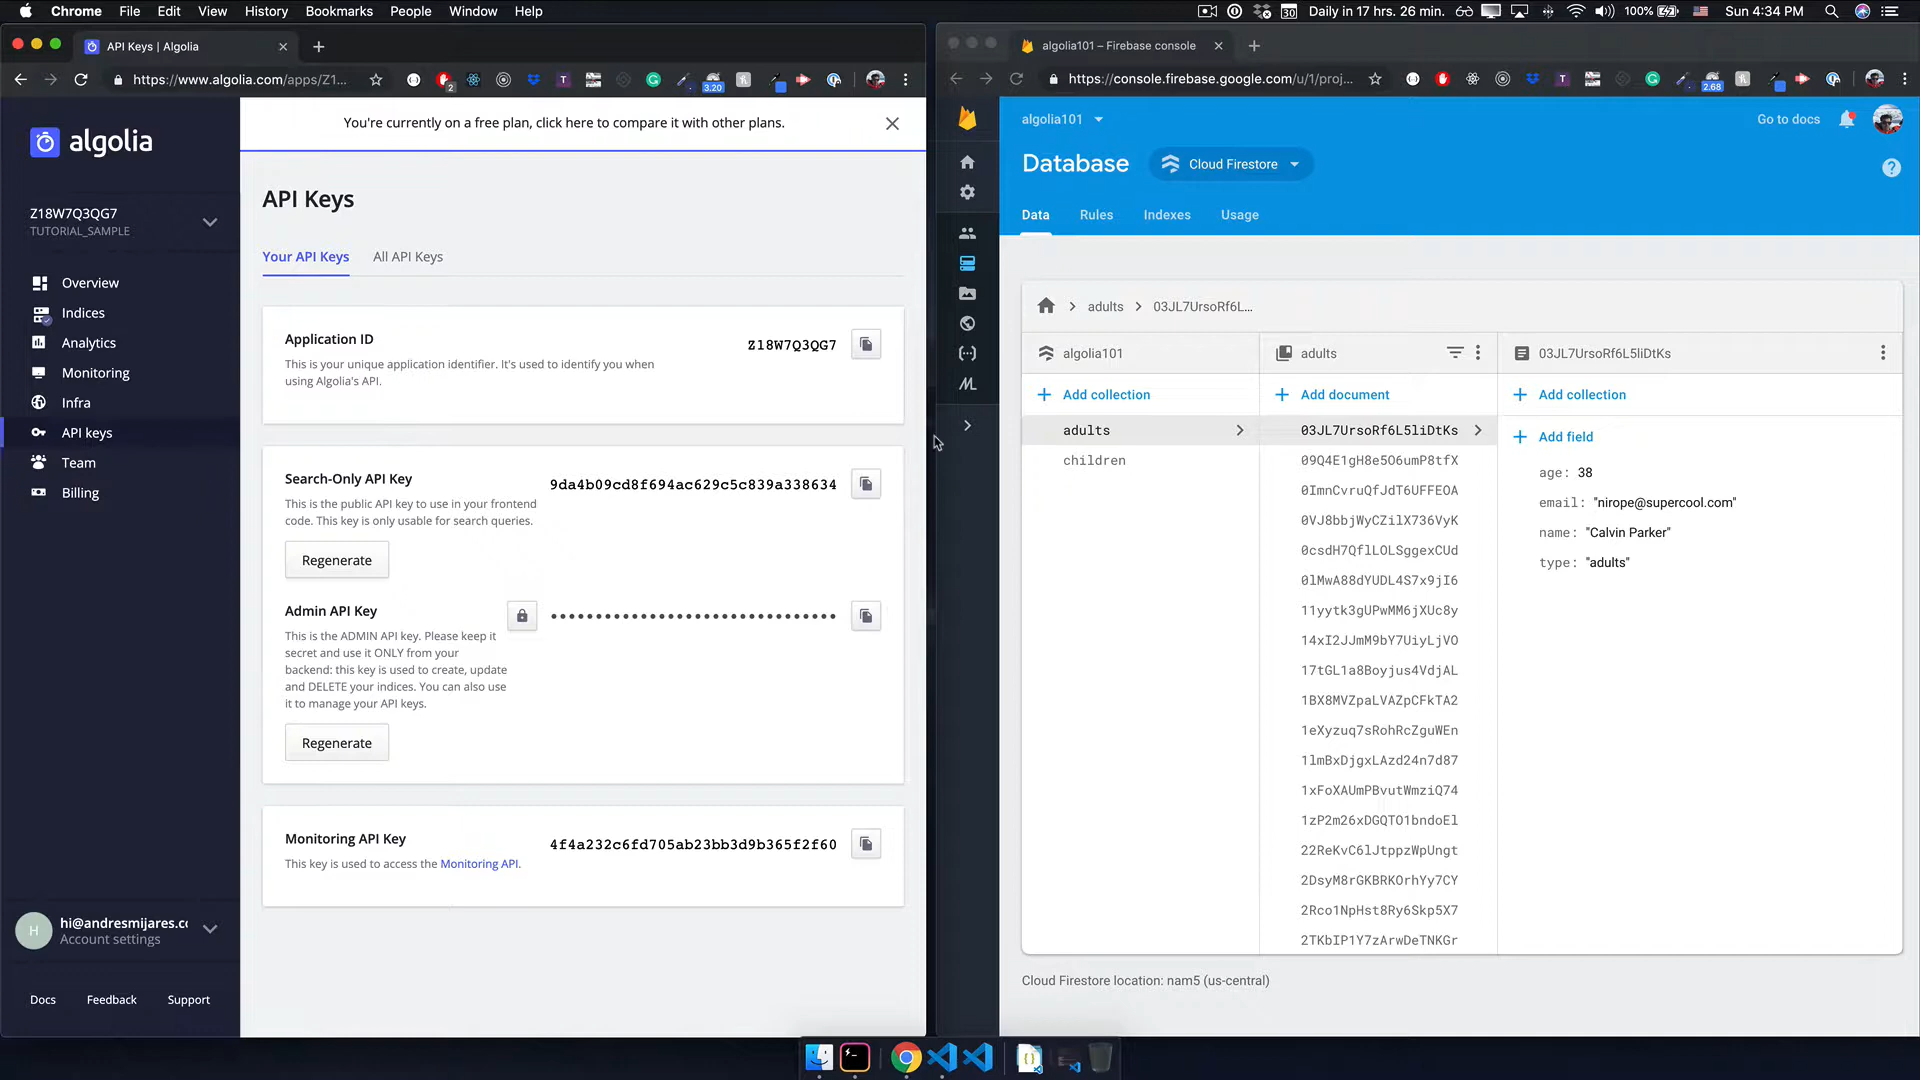 Chrome File Edit View History Bookmarks People Window Help
Daily in 17 hrs. 26 min. 100% Sun 4:34 PM
API Keys | Algolia
algolia101 – Firebase console
https://www.algolia.com/apps/Z1...
2
3.20
https://console.firebase.google.com/u/1/proj...
2.68
algolia
You're currently on a free plan, click here to compare it with other plans.
Z18W7Q3QG7
TUTORIAL_SAMPLE
Overview
Indices
Analytics
Monitoring
Infra
API keys
Team
Billing
hi@andresmijares.cc
H
Account settings
Docs Feedback Support
API Keys
Your API Keys All API Keys
Application ID
Z18W7Q3QG7
This is your unique application identifier. It's used to identify you when
using Algolia's API.
Search-Only API Key
9da4b09cd8f694ac629c5c839a338634
This is the public API key to use in your frontend
code. This key is only usable for search queries.
Regenerate
Admin API Key
This is the ADMIN API key. Please keep it
secret and use it ONLY from your
backend: this key is used to create, update
and DELETE your indices. You can also use
it to manage your API keys.
Regenerate
Monitoring API Key
4f4a232c6fd705ab23bb3d9b365f2f60
This key is used to access the Monitoring API.
algolia101
Go to docs
Database Cloud Firestore
Data Rules Indexes Usage
adults 03JL7UrsoRf6L...
algolia101
adults
03JL7UrsoRf6L5liDtKs
Add collection
Add document
Add collection
adults
children
03JL7UrsoRf6L5liDtKs
09Q4E1gH8e5O6umP8tfX
0ImnCvruQfJdT6UFFEOA
0VJ8bbjWyCZilX736VyK
0csdH7QflLOLSggexCUd
0lMwA88dYUDL4S7x9jI6
11yytk3gUPwMM6jXUc8y
14xI2JJmM9bY7UiyLjVO
17tGL1a8Boyjus4VdjAL
1BX8MVZpaLVAZpCFkTA2
1eXyzuq7sRohRcZguWEn
1lmBxDjgxLAzd24n7d87
1xFoXAUmPBvutWmziQ74
1zP2m26xDGQTO1bndoEl
22ReKvC6lJtppzWpUngt
2DsyM8rGKBRKOrhYy7CY
2Rco1NpHst8Ry6Skp5X7
2TKbIP1Y7zArwDeTNKGr
Add field
age: 38
email: "nirope@supercool.com"
name: "Calvin Parker"
type: "adults"
Cloud Firestore location: nam5 (us-central)